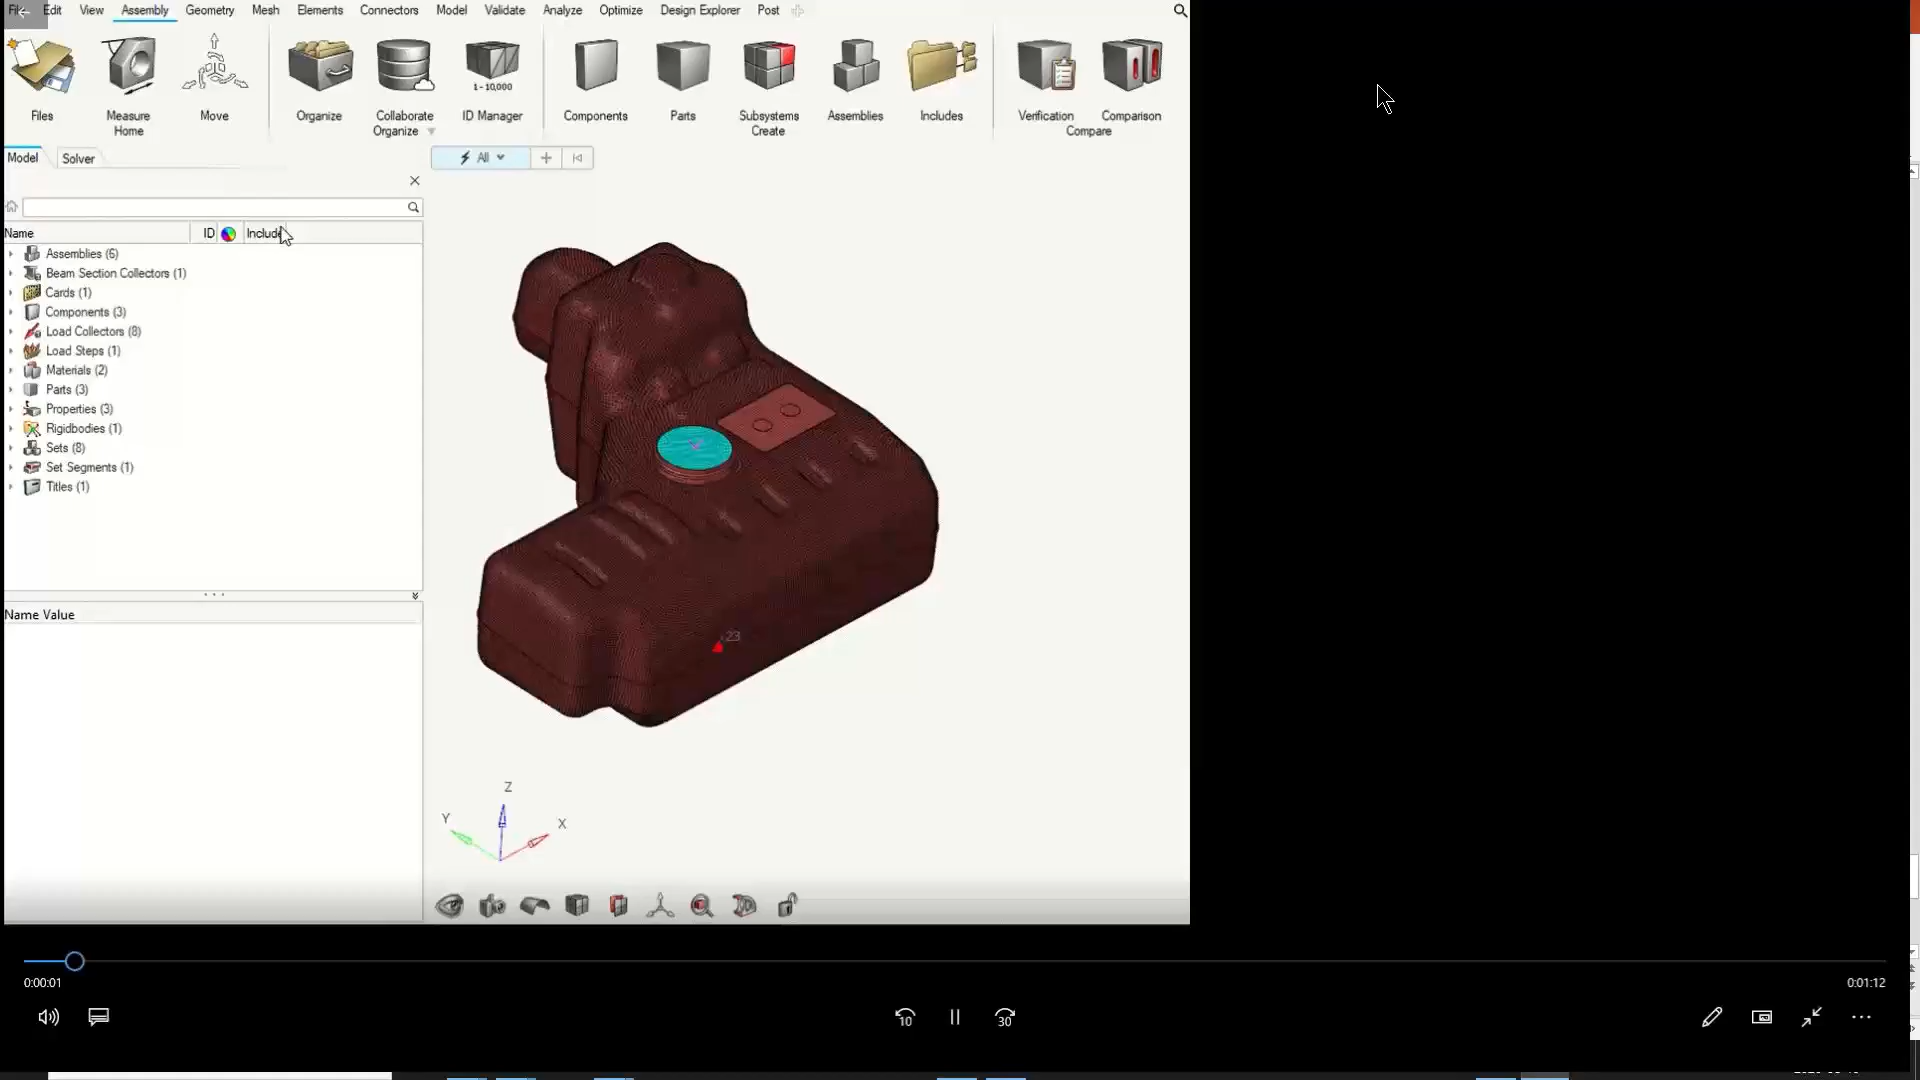 Edit View Assembly Geometry Mesh Elements Connectors Model Validate Analyze Optimize Design Explorer Post
1 - 10,000
Files Measure Move Organize Collaborate ID Manager Components Parts Subsystems Assemblies Includes Verification Comparison
Home Organize Create Compare
Model Solver
All
Name ID Include
Assemblies (6)
Beam Section Collectors (1)
Cards (1)
Components (3)
Load Collectors (8)
Load Steps (1)
Materials (2)
Parts (3)
Properties (3)
Rigidbodies (1)
Sets (8)
Set Segments (1)
Titles (1)
Name Value
23
Z
Y
X
0:00:01
0:01:12
10
30